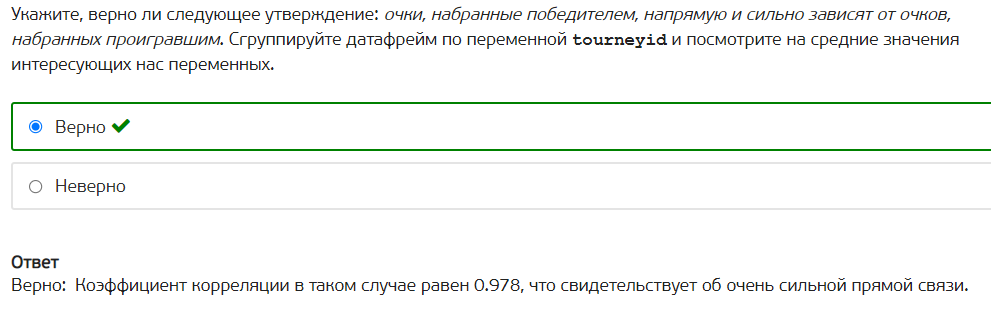 Укажите, верно ли следующее утверждение: очки, набранные победителем, напрямую и сильно зависят от очков,
набранных проигравшим. Сгруппируйте датафрейм по переменной tourneyid и посмотрите на средние значения
интересующих нас переменных.
Верно
Неверно
Ответ
Верно: Коэффициент корреляции в таком случае равен 0.978, что свидетельствует об очень сильной прямой связи.